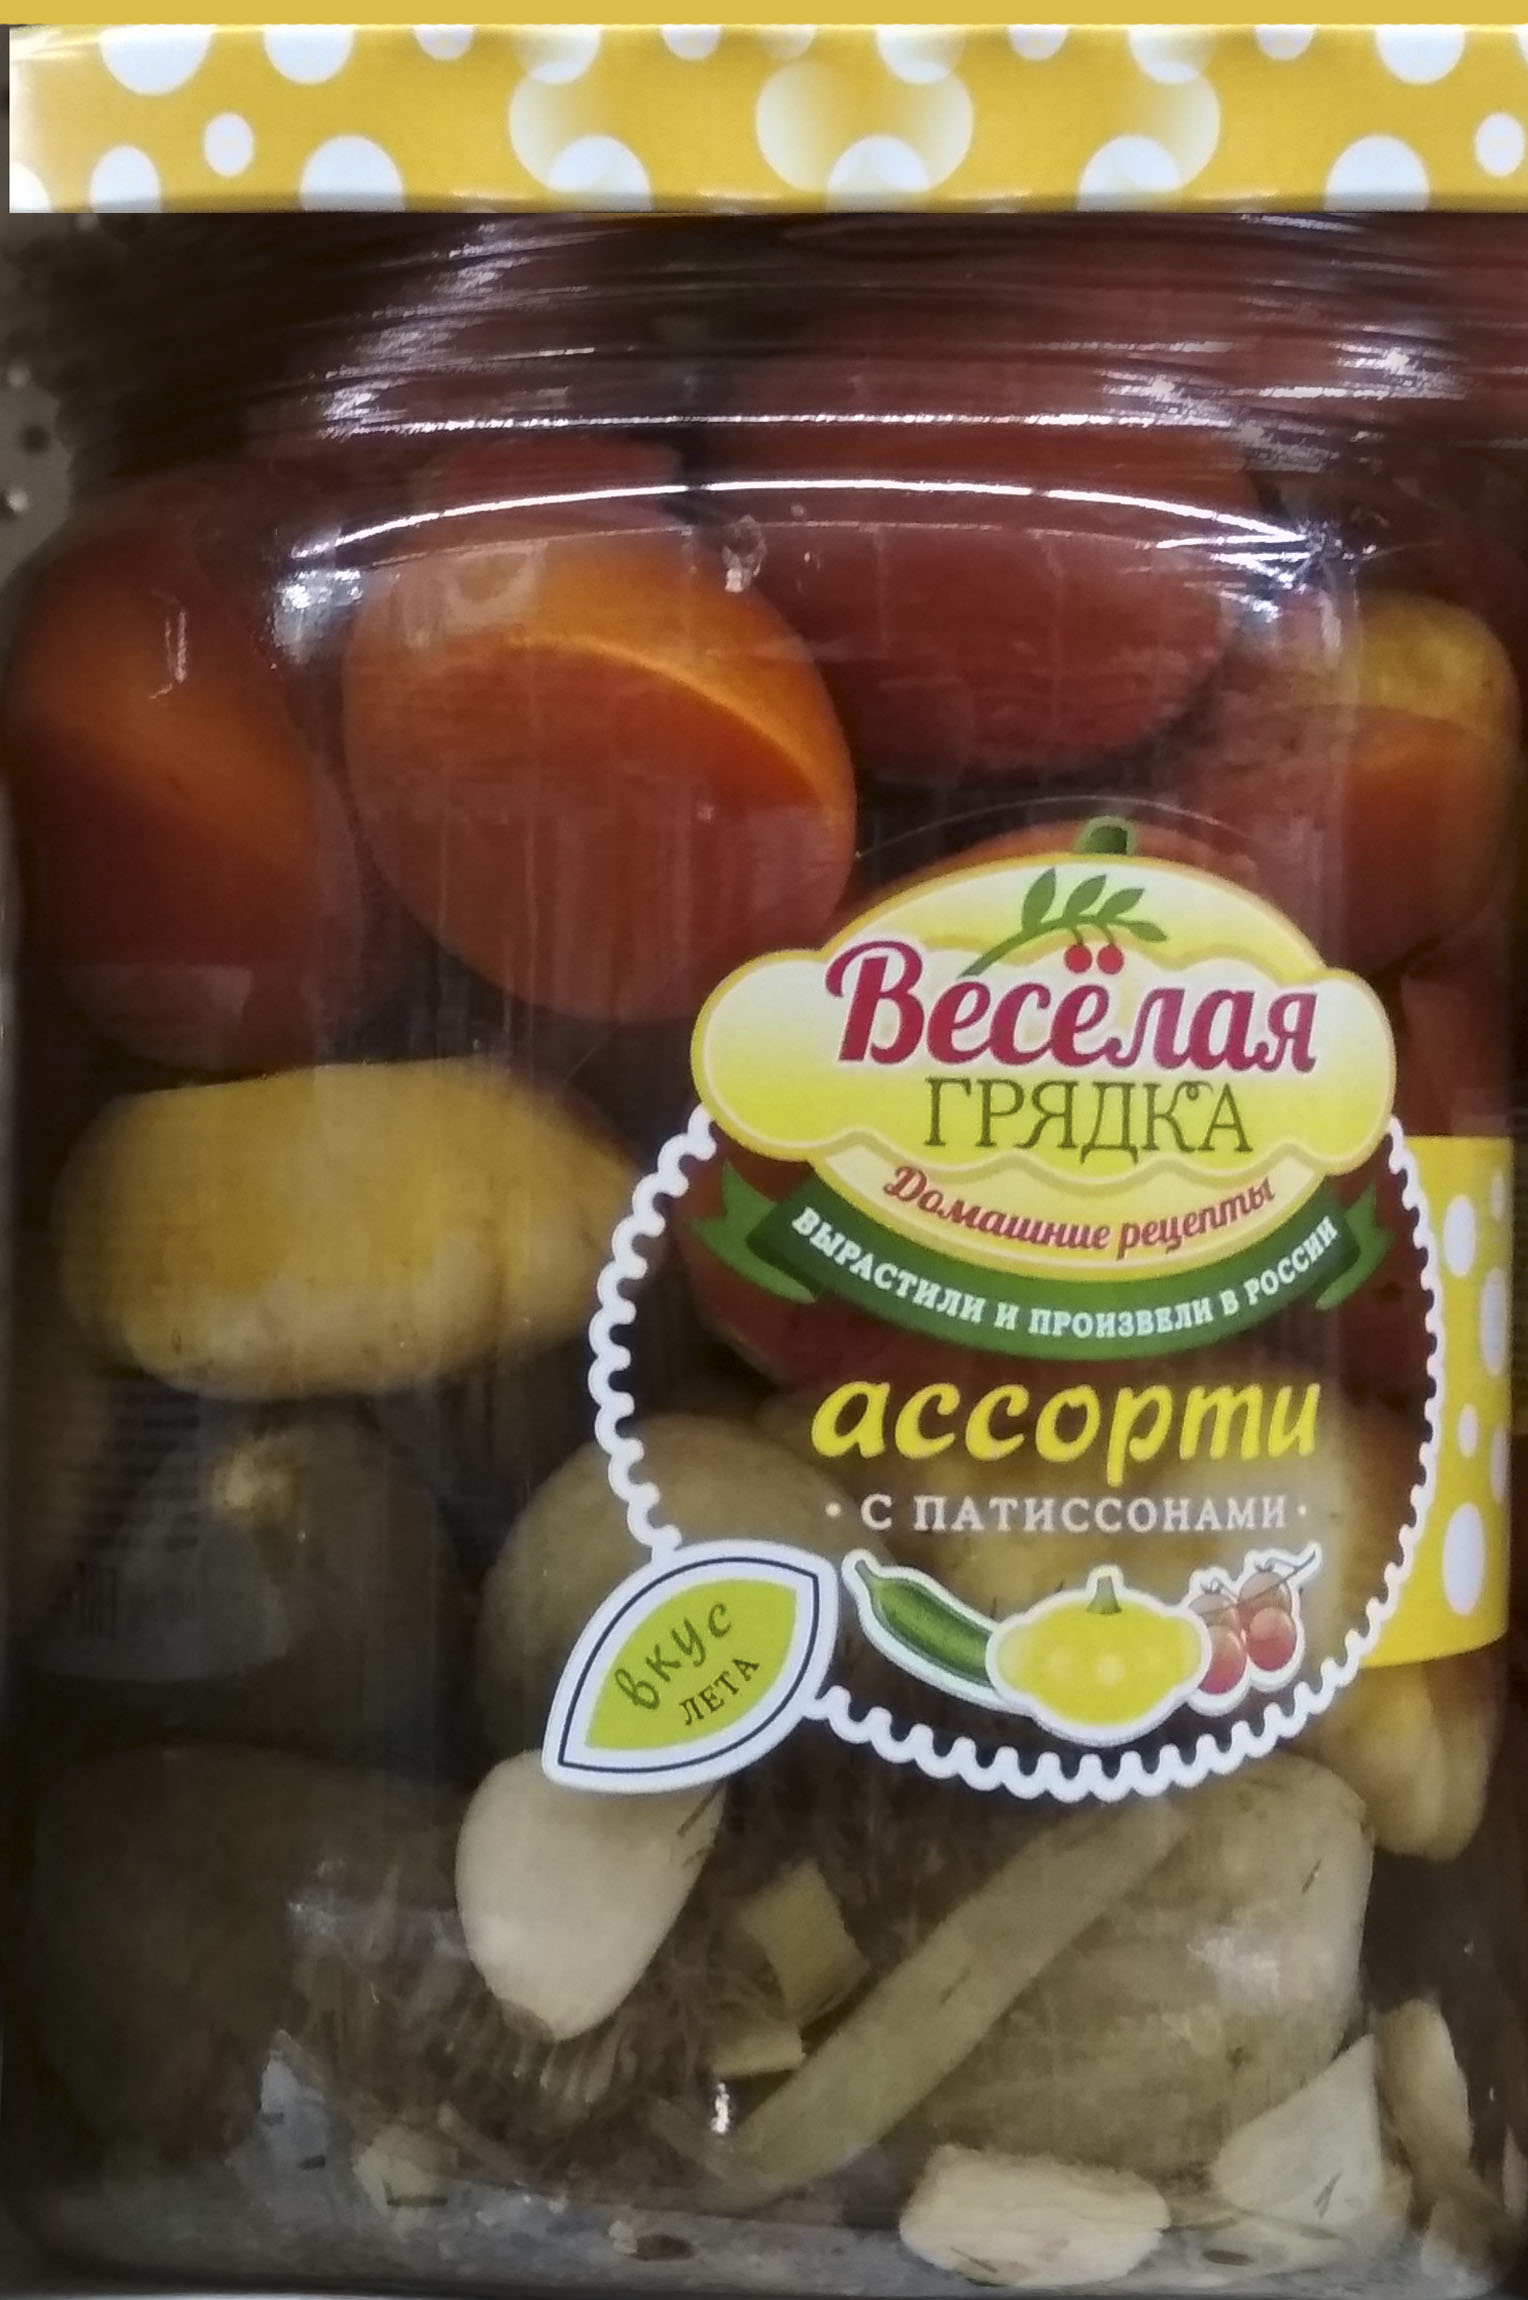 Весёлая
ГРЯДКА
Домашние рецепты
ВЫРАСТИЛИ И ПРОИЗВЕЛИ В РОССИИ
ассорти
· С ПАТИССОНАМИ ·
вкус
ЛЕТА